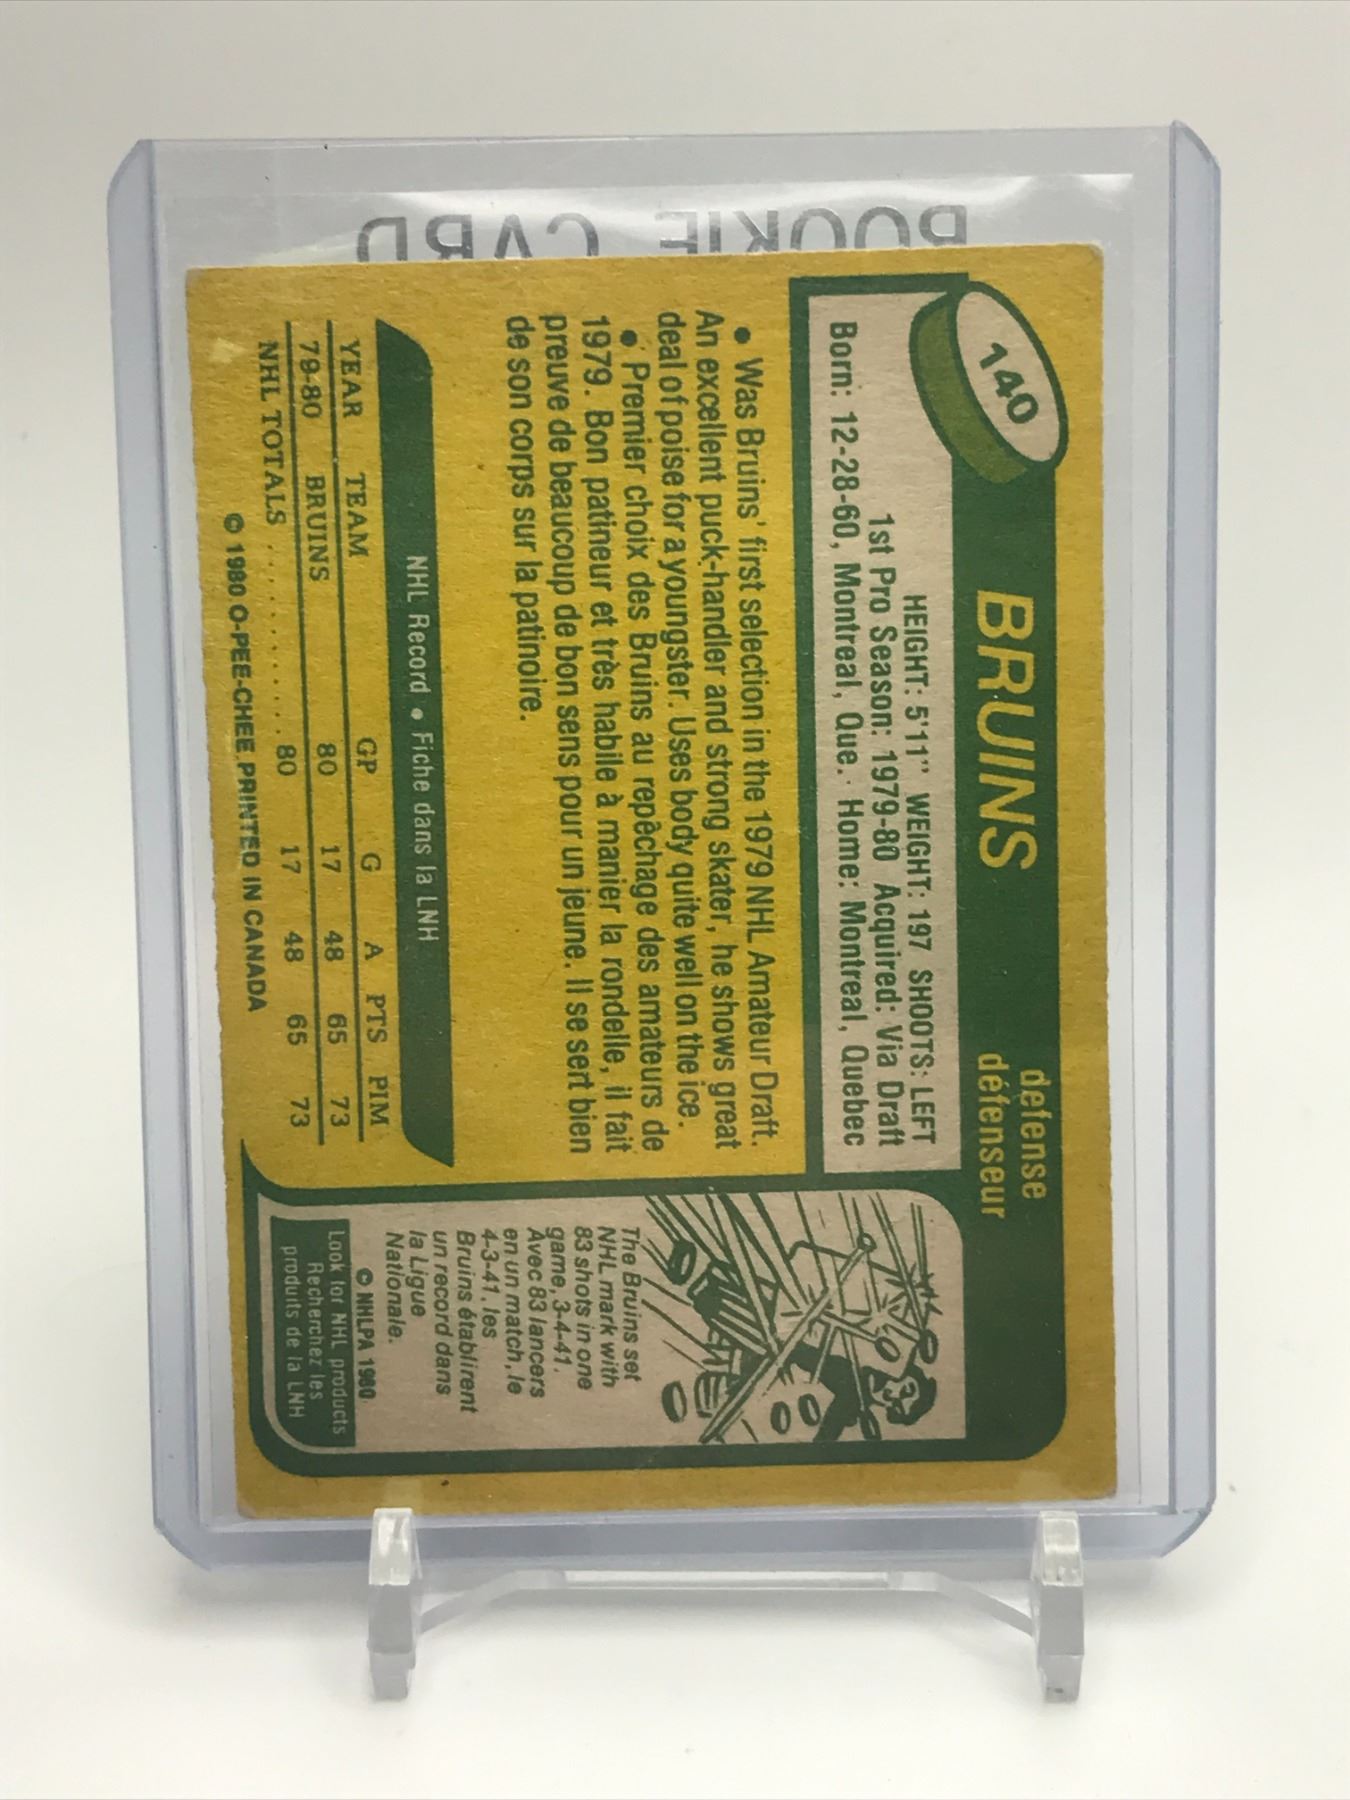 ROOKIE CARD
140
BRUINS
defense
défenseur
HEIGHT: 5'11" WEIGHT: 197 SHOOTS: LEFT
1st Pro Season: 1979-80 Acquired: Via Draft
Born: 12-28-60, Montreal, Que. Home: Montreal, Quebec
• Was Bruins' first selection in the 1979 NHL Amateur Draft.
An excellent puck-handler and strong skater, he shows great
deal of poise for a youngster. Uses body quite well on the ice.
• Premier choix des Bruins au repêchage des amateurs de
1979. Bon patineur et très habile à manier la rondelle, il fait
preuve de beaucoup de bon sens pour un jeune. Il se sert bien
de son corps sur la patinoire.
NHL Record • Fiche dans la LNH
YEAR TEAM GP G A PTS PIM
79-80 BRUINS 80 17 48 65 73
NHL TOTALS .......... 80 17 48 65 73
© 1980 O-PEE-CHEE PRINTED IN CANADA
The Bruins set
NHL mark with
83 shots in one
game, 3-4-41.
Avec 83 lancers
en un match, le
4-3-41, les
Bruins établirent
un record dans
la Ligue
Nationale.
© NHLPA 1980
Look for NHL products
Recherchez les
produits de la LNH